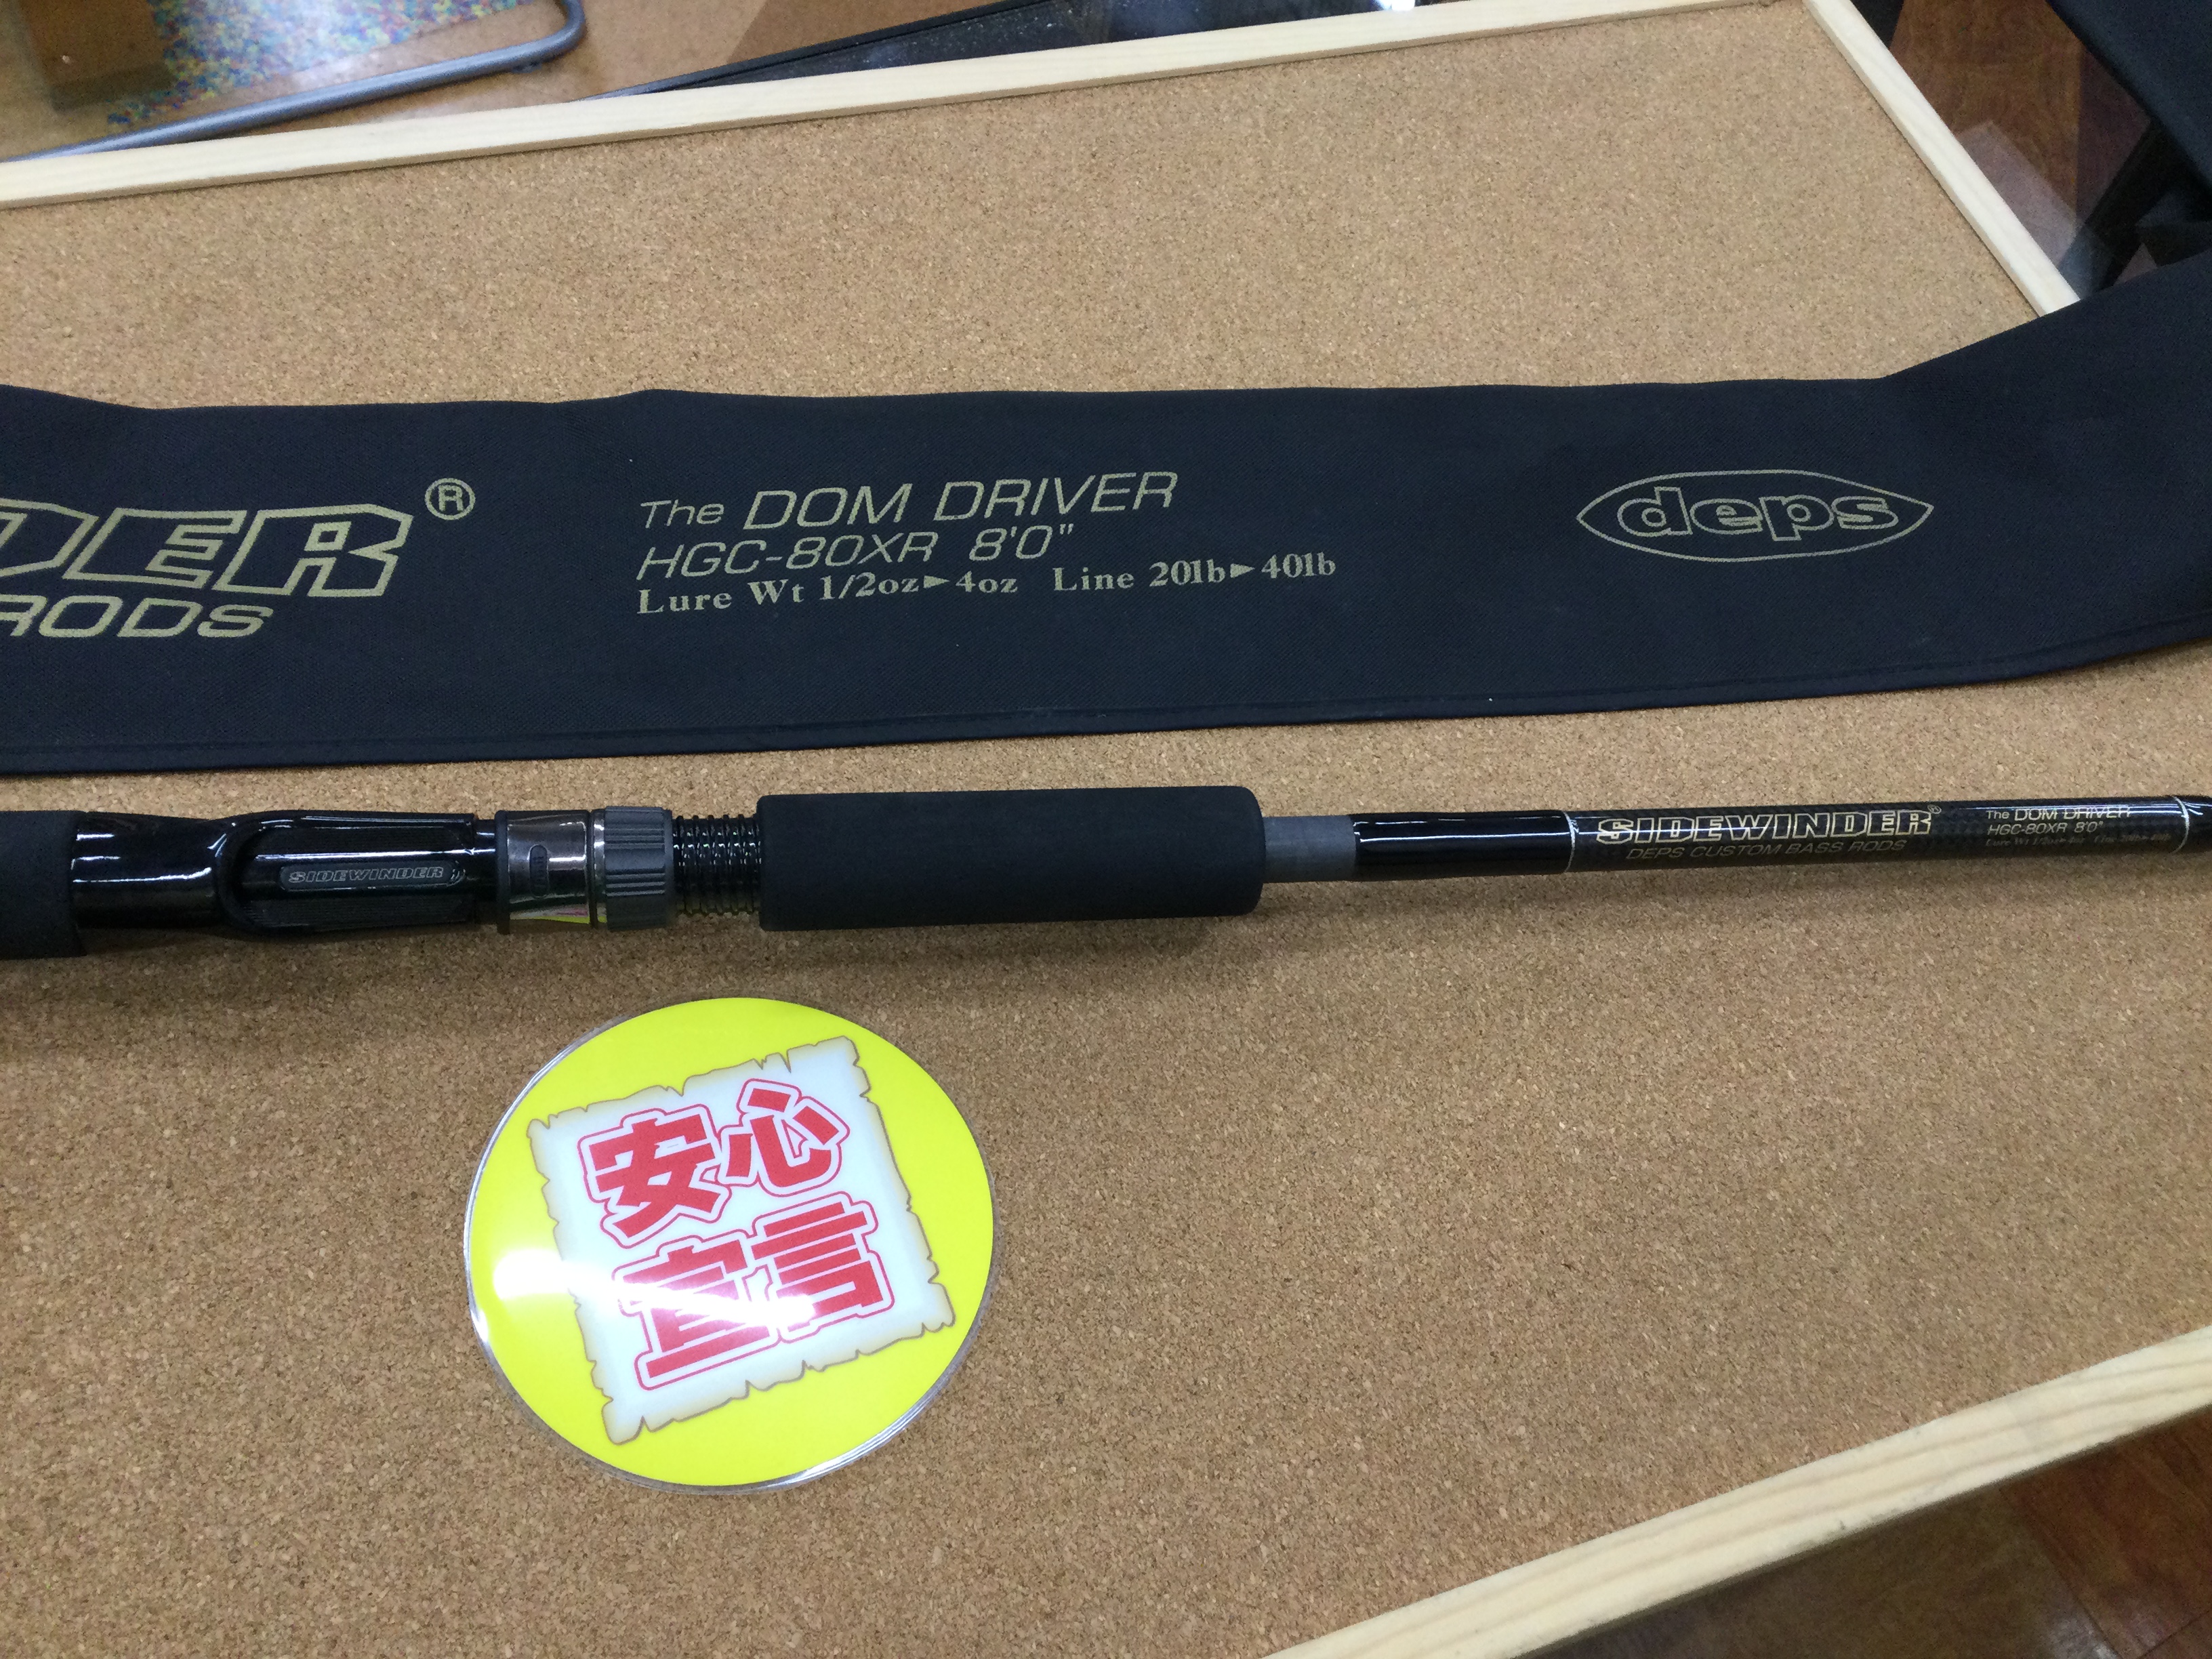 DER®
RODS
The DOM DRIVER
HGC-80XR 8'0"
Lure Wt 1/2oz►4oz Line 20lb►40lb
deps
SIDEWINDER
SIDEWINDER®
DEPS CUSTOM BASS RODS
The DOM DRIVER
HGC-80XR 8'0"
安心
宣言